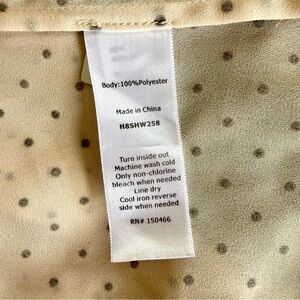 Body:100%Polyester
Made in China
H8SHW258
Turn inside out
Machine wash cold
Only non-chlorine
bleach when needed
Line dry
Cool iron reverse
side when needed
RN# 150466